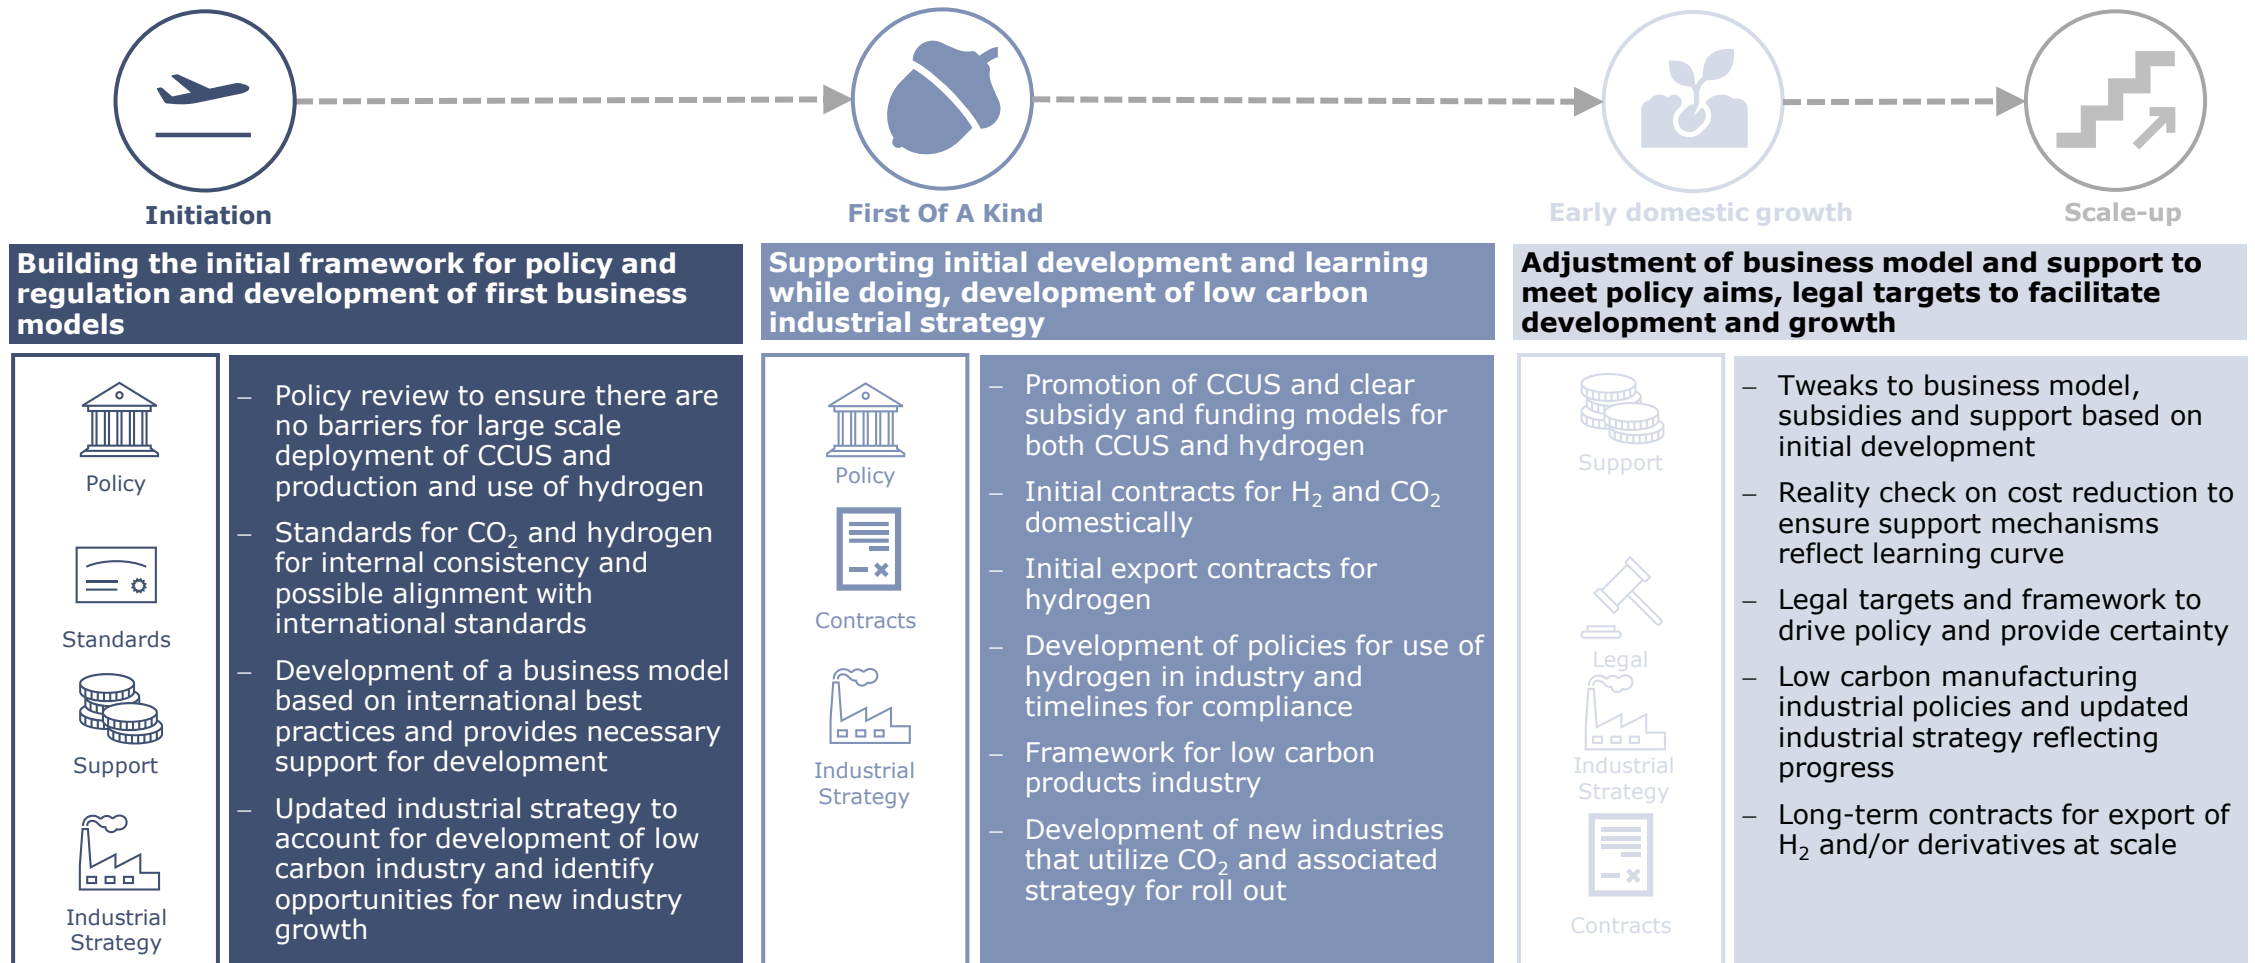 Initiation
First Of A Kind
Early domestic growth
Scale-up
Building the initial framework for policy and
regulation and development of first business
models
Policy
Standards
Support
Industrial
Strategy
– Policy review to ensure there are
no barriers for large scale
deployment of CCUS and
production and use of hydrogen
– Standards for CO₂ and hydrogen
for internal consistency and
possible alignment with
international standards
– Development of a business model
based on international best
practices and provides necessary
support for development
– Updated industrial strategy to
account for development of low
carbon industry and identify
opportunities for new industry
growth
Supporting initial development and learning
while doing, development of low carbon
industrial strategy
Policy
Contracts
Industrial
Strategy
– Promotion of CCUS and clear
subsidy and funding models for
both CCUS and hydrogen
– Initial contracts for H₂ and CO₂
domestically
– Initial export contracts for
hydrogen
– Development of policies for use of
hydrogen in industry and
timelines for compliance
– Framework for low carbon
products industry
– Development of new industries
that utilize CO₂ and associated
strategy for roll out
Adjustment of business model and support to
meet policy aims, legal targets to facilitate
development and growth
Support
Legal
Industrial
Strategy
Contracts
– Tweaks to business model,
subsidies and support based on
initial development
– Reality check on cost reduction to
ensure support mechanisms
reflect learning curve
– Legal targets and framework to
drive policy and provide certainty
– Low carbon manufacturing
industrial policies and updated
industrial strategy reflecting
progress
– Long-term contracts for export of
H₂ and/or derivatives at scale